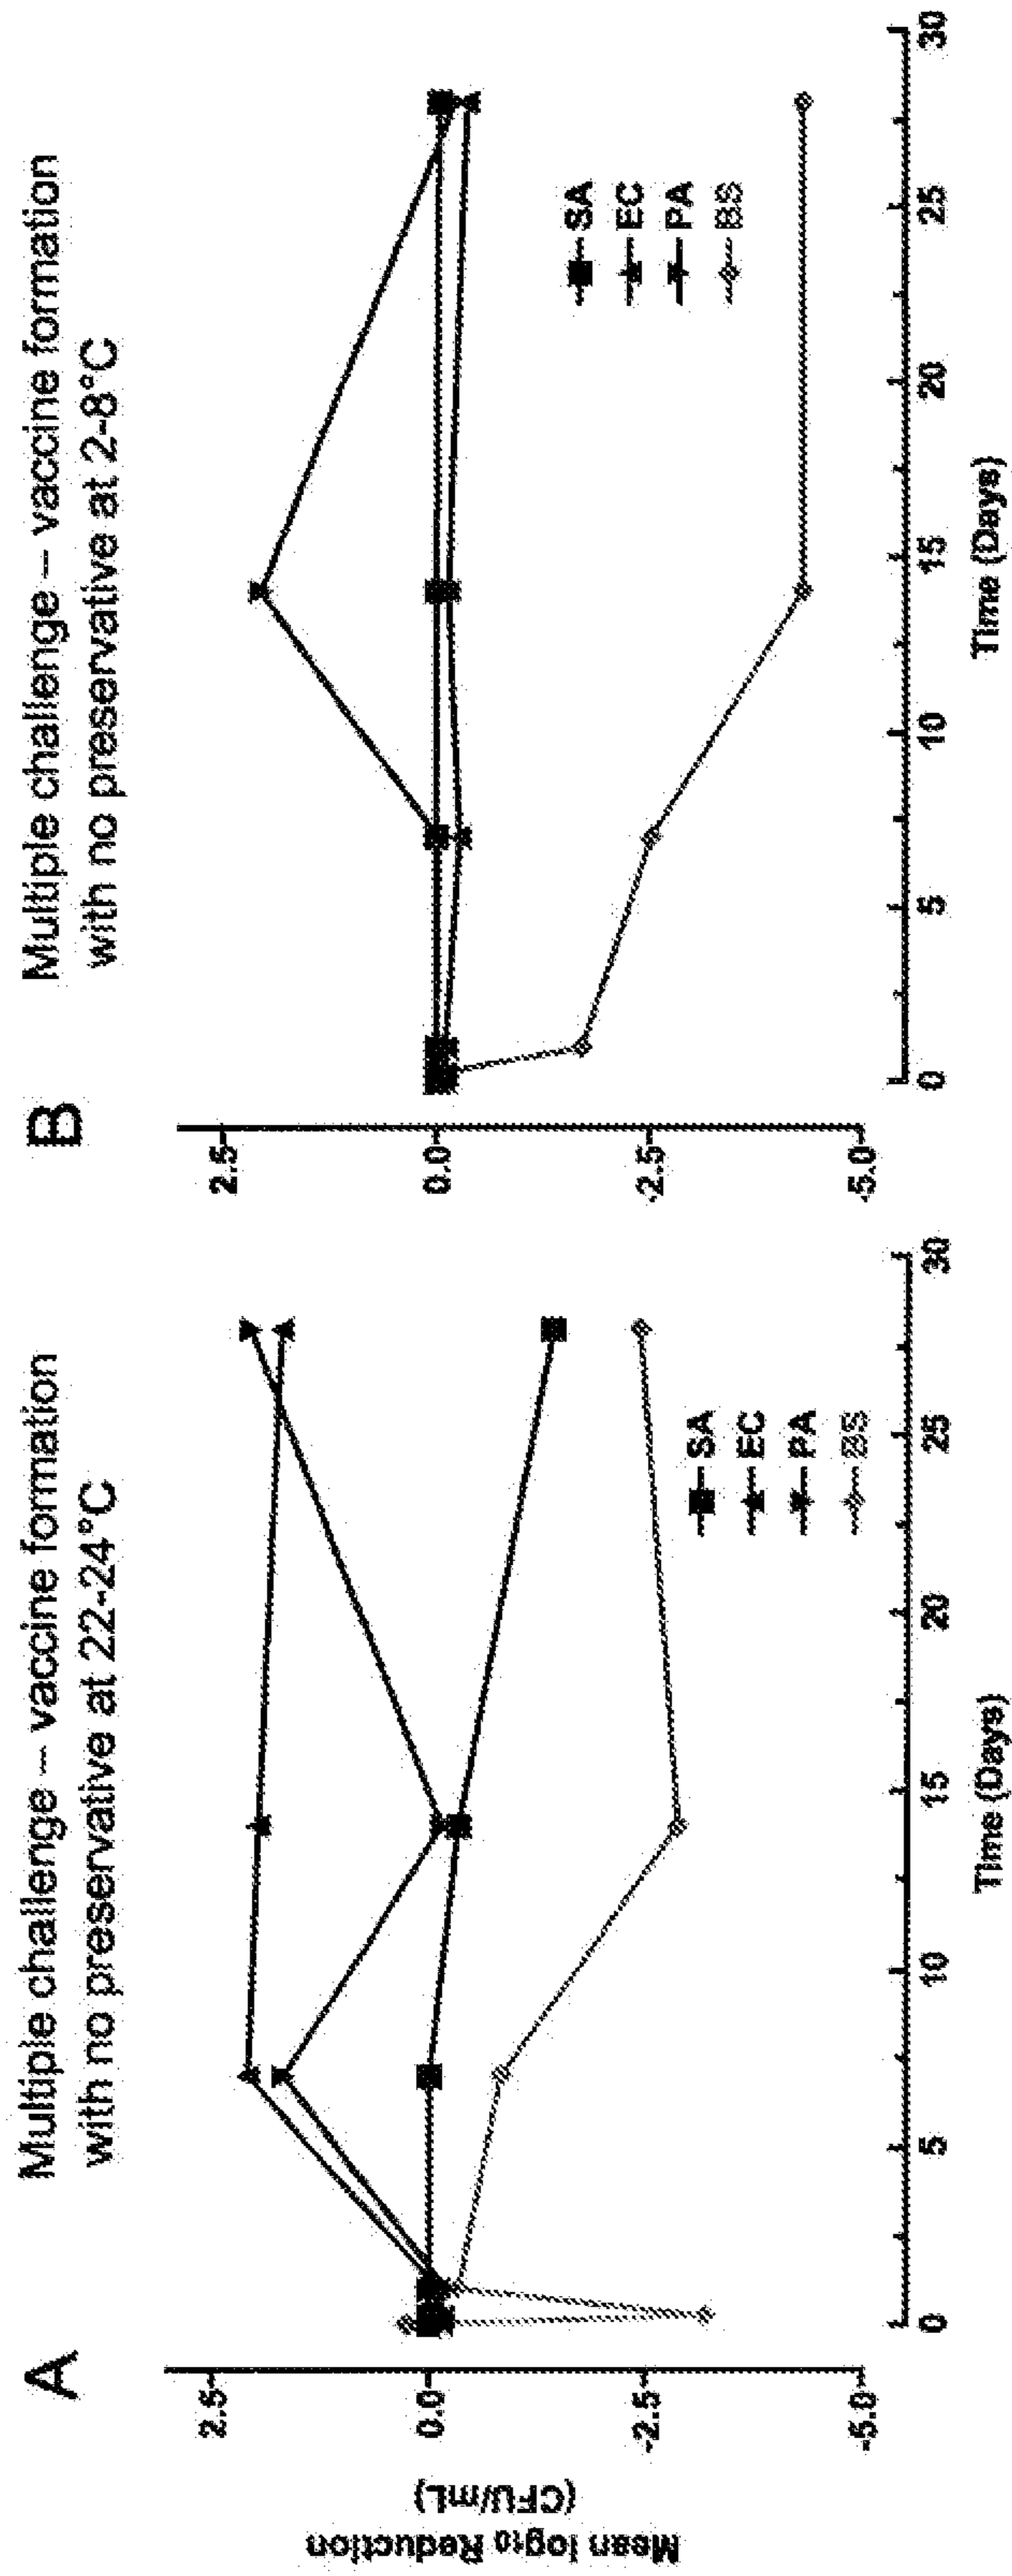 A
Multiple challenge – vaccine formation
with no preservative at 22-24°C
Mean log10 Reduction
(CFU/mL)
2.5
0.0
-2.5
-5.0
SA
EC
PA
BS
0
5
10
15
20
25
30
Time (Days)
B
Multiple challenge – vaccine formation
with no preservative at 2-8°C
2.5
0.0
-2.5
-5.0
SA
EC
PA
BS
0
5
10
15
20
25
30
Time (Days)